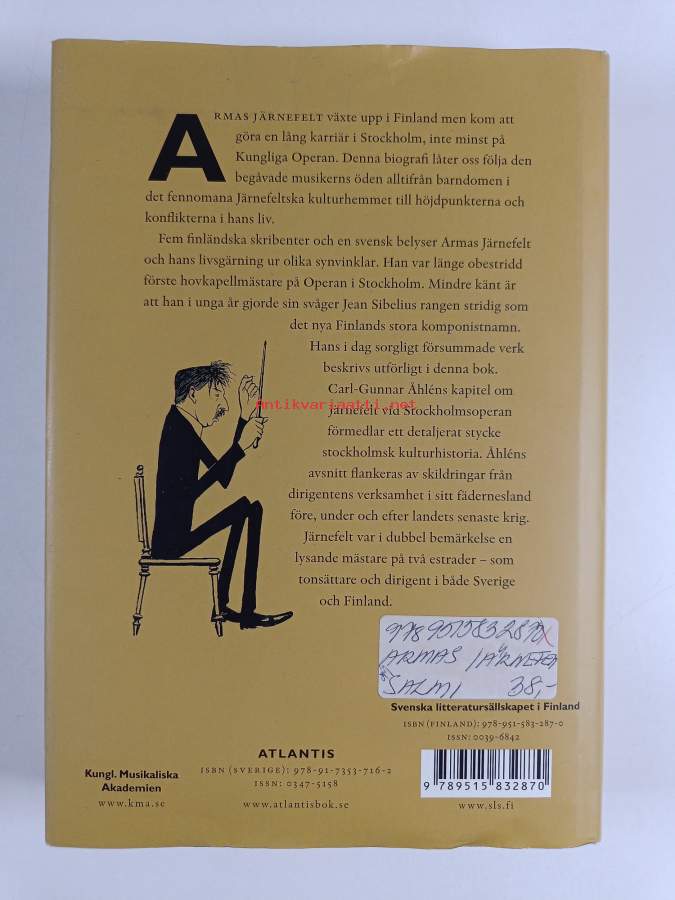 ARMAS JÄRNEFELT växte upp i Finland men kom att
göra en lång karriär i Stockholm, inte minst på
Kungliga Operan. Denna biografi låter oss följa den
begåvade musikerns öden alltifrån barndomen i
det fennomana Järnefeltska kulturhemmet till höjdpunkterna och
konflikterna i hans liv.
Fem finländska skribenter och en svensk belyser Armas Järnefelt
och hans livsgärning ur olika synvinklar. Han var länge obestridd
förste hovkapellmästare på Operan i Stockholm. Mindre känt är
att han i unga år gjorde sin svåger Jean Sibelius rangen stridig som
det nya Finlands stora komponistnamn.
Hans i dag sorgligt försummade verk
beskrivs utförligt i denna bok.
Carl-Gunnar Åhléns kapitel om
Järnefelt vid Stockholmsoperan
förmedlar ett detaljerat stycke
stockholmsk kulturhistoria. Åhléns
avsnitt flankeras av skildringar från
dirigentens verksamhet i sitt fädernesland
före, under och efter landets senaste krig.
Järnefelt var i dubbel bemärkelse en
lysande mästare på två estrader – som
tonsättare och dirigent i både Sverige
och Finland.
Antikvariaatti.net
ARMAS
SALMI 38,-
Svenska litteratursällskapet i Finland
ISBN (FINLAND): 978-951-583-287-0
ISSN: 0039-6842
9 789515 832870
www.sls.fi
ATLANTIS
ISBN (SVERIGE): 978-91-7353-716-2
ISSN: 0347-5158
www.atlantisbok.se
Kungl. Musikaliska
Akademien
www.kma.se